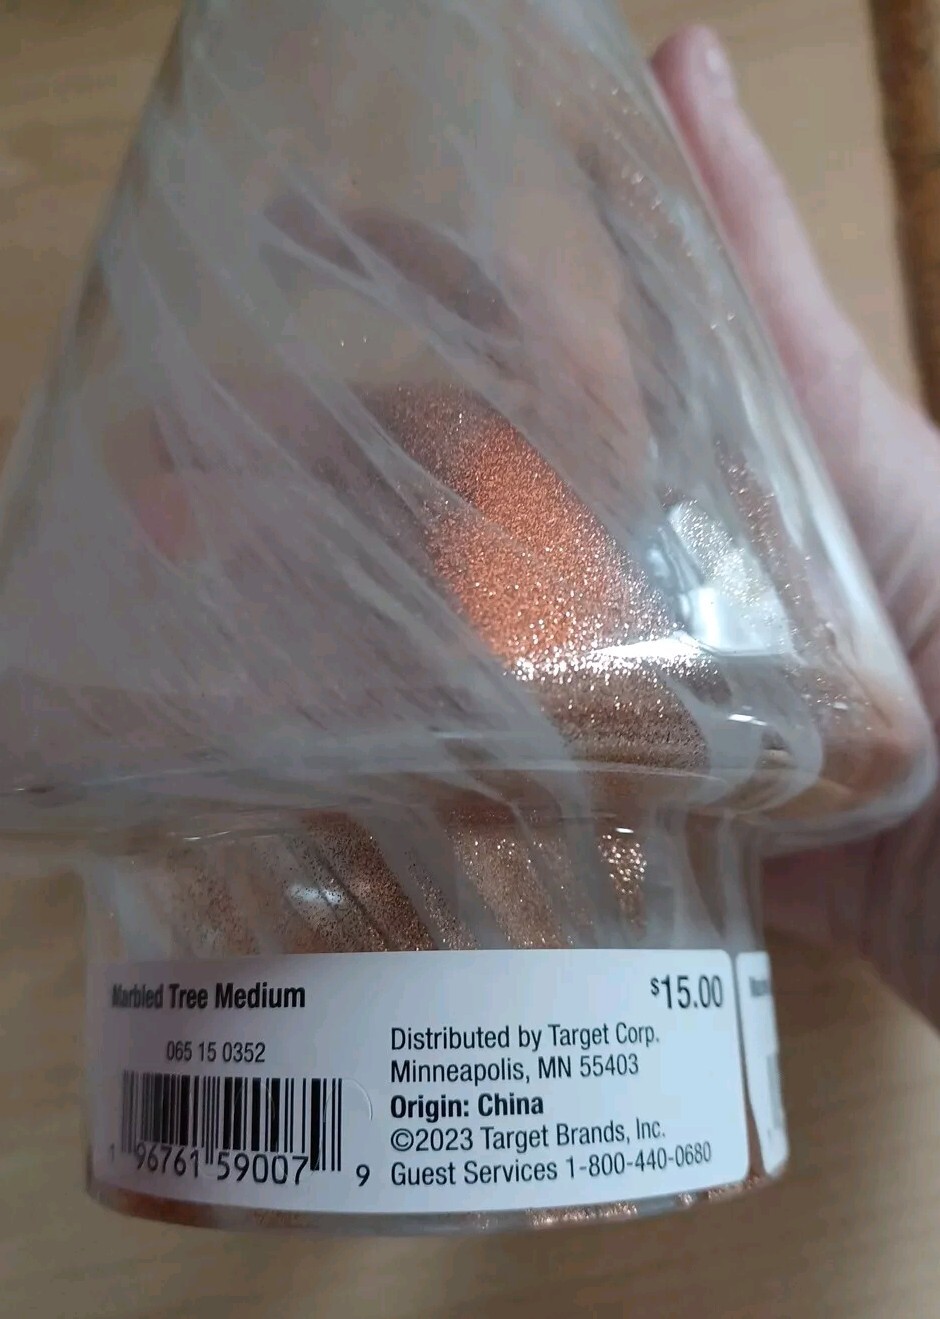 Marbled Tree Medium
$15.00
065 15 0352
1 96761 59007 9
Distributed by Target Corp.
Minneapolis, MN 55403
Origin: China
©2023 Target Brands, Inc.
Guest Services 1-800-440-0680